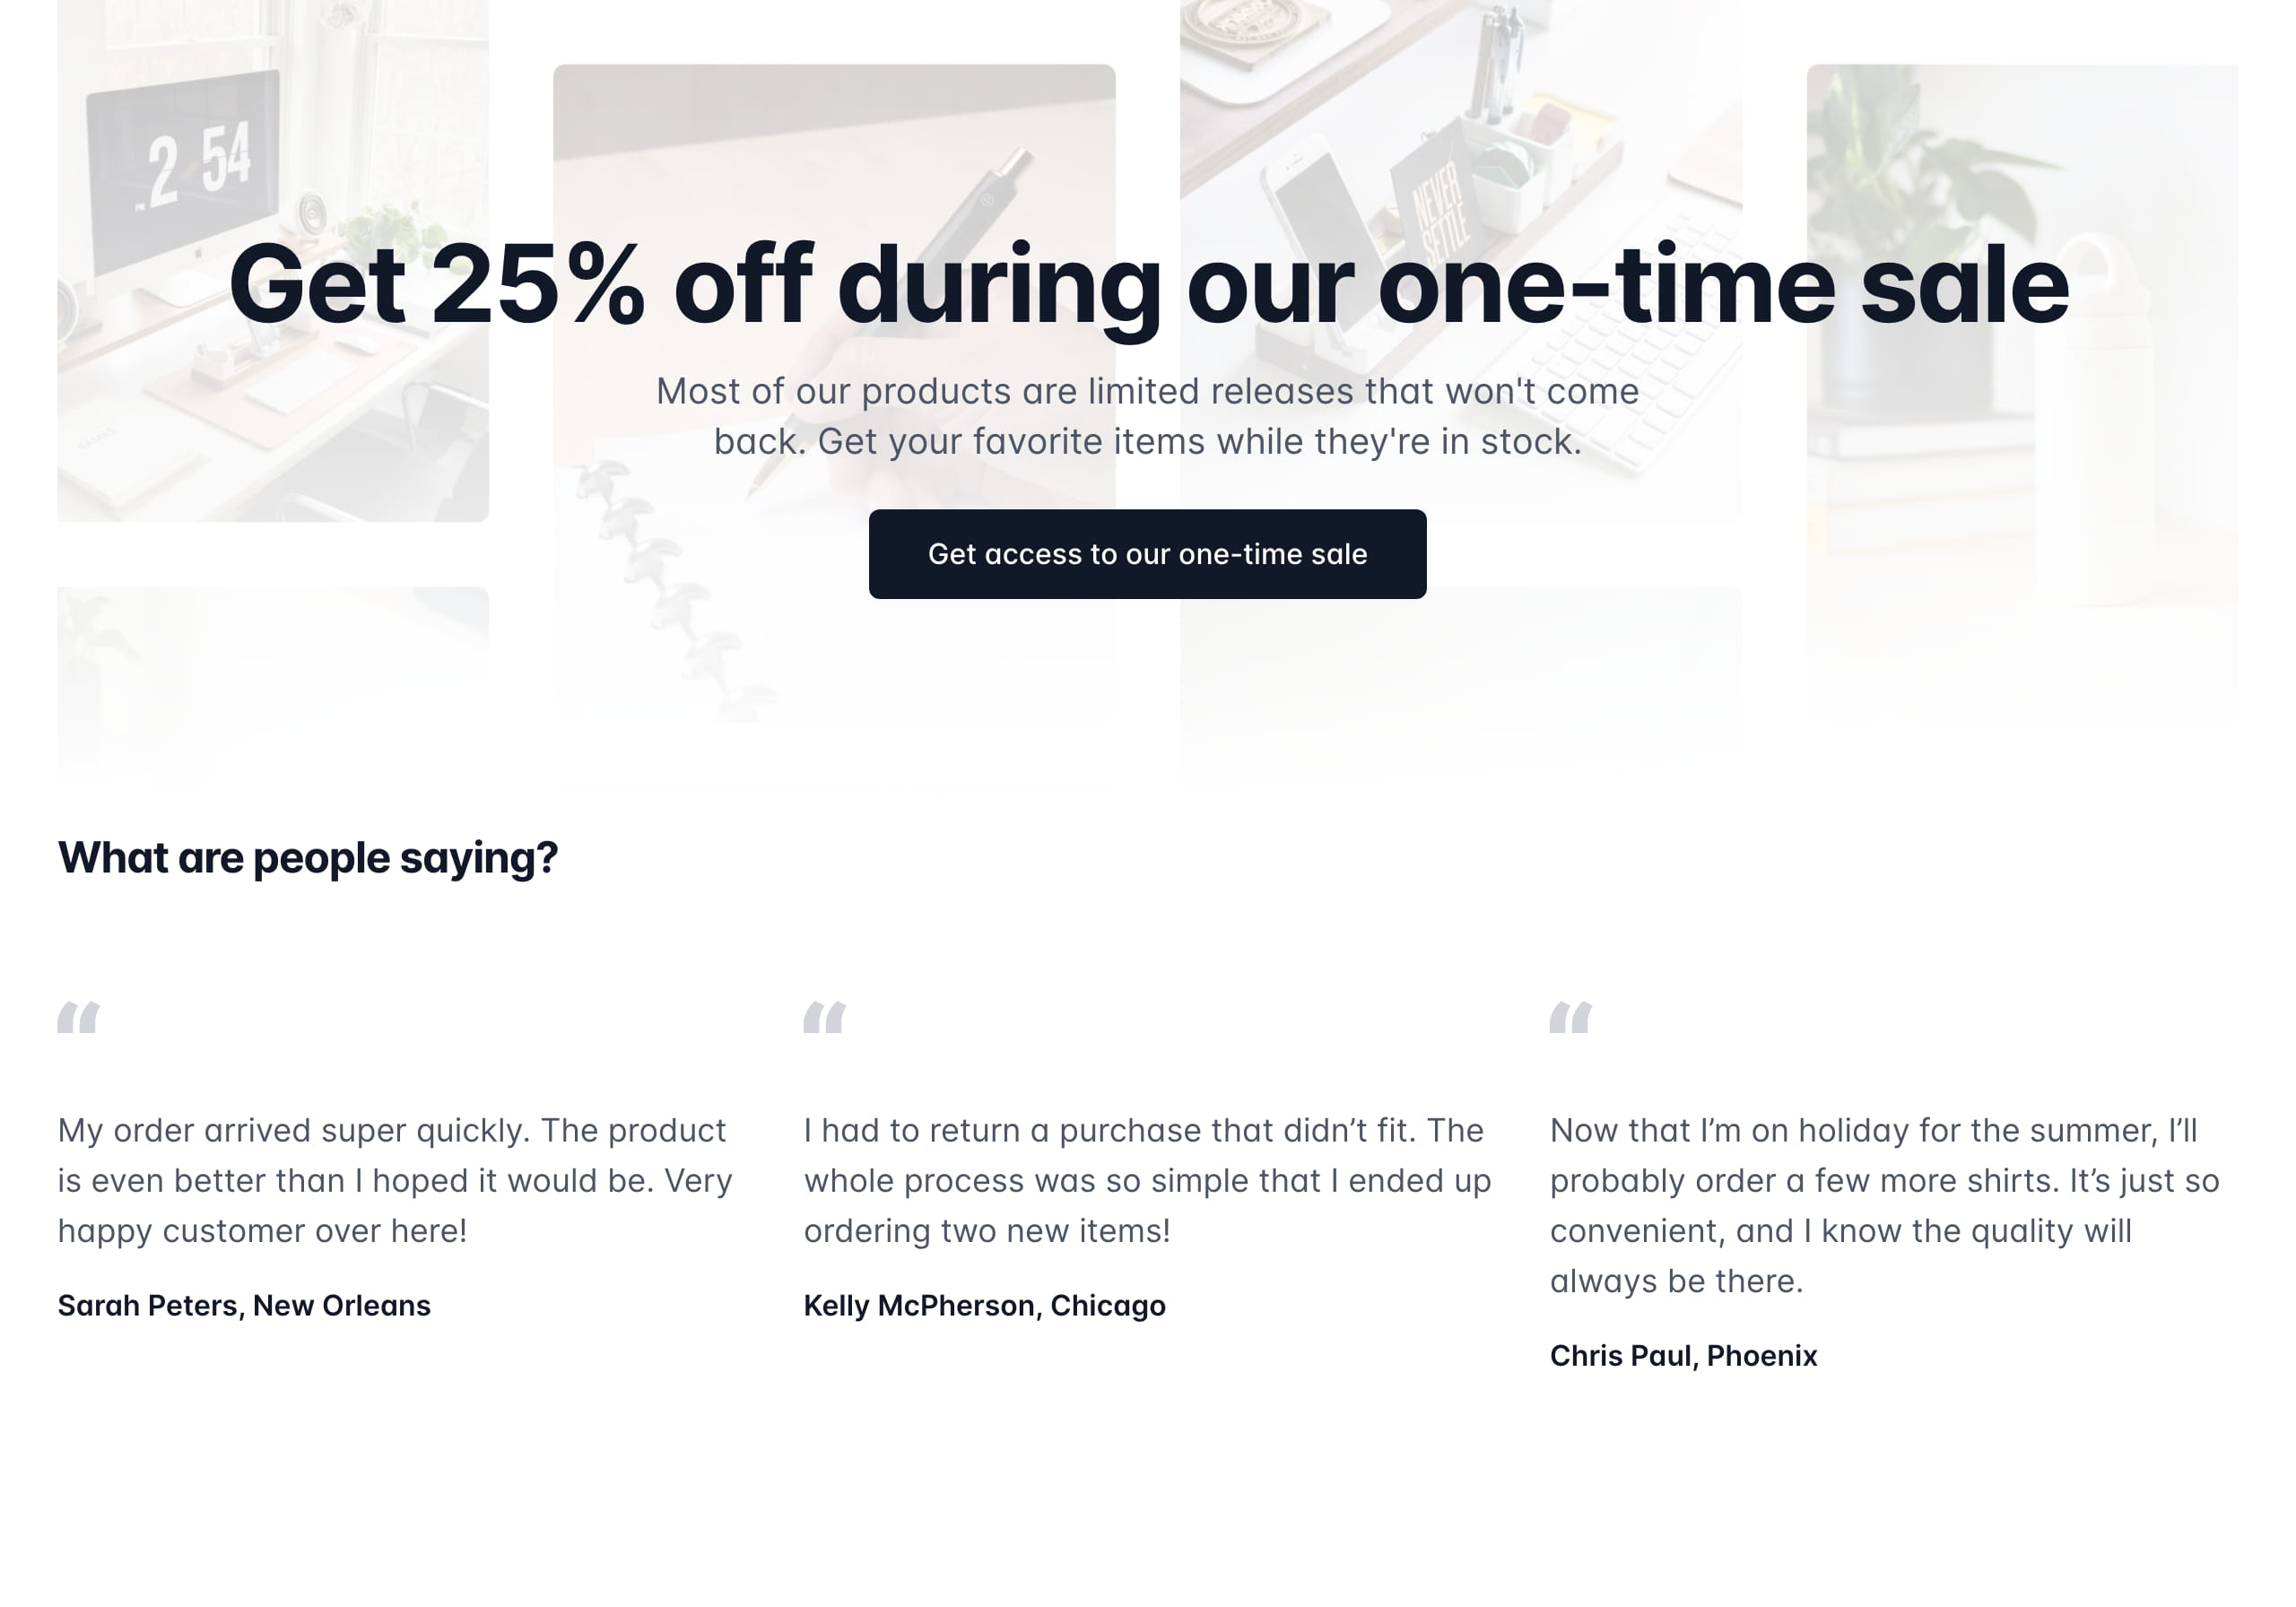 2 54
PM
NEVER
SETTLE
Get 25% off during our one-time sale
Most of our products are limited releases that won't come
back. Get your favorite items while they're in stock.
Get access to our one-time sale
What are people saying?
“
“
“
My order arrived super quickly. The product
is even better than I hoped it would be. Very
happy customer over here!
Sarah Peters, New Orleans
I had to return a purchase that didn’t fit. The
whole process was so simple that I ended up
ordering two new items!
Kelly McPherson, Chicago
Now that I’m on holiday for the summer, I’ll
probably order a few more shirts. It’s just so
convenient, and I know the quality will
always be there.
Chris Paul, Phoenix